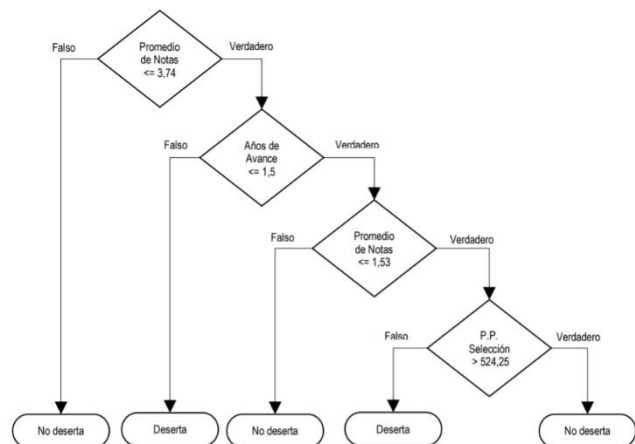 Falso
Promedio
de Notas
<= 3,74
Verdadero
Falso
Años de
Avance
<= 1,5
Verdadero
Falso
Promedio
de Notas
<= 1,53
Verdadero
Falso
P.P.
Selección
> 524,25
Verdadero
No deserta
Deserta
No deserta
Deserta
No deserta